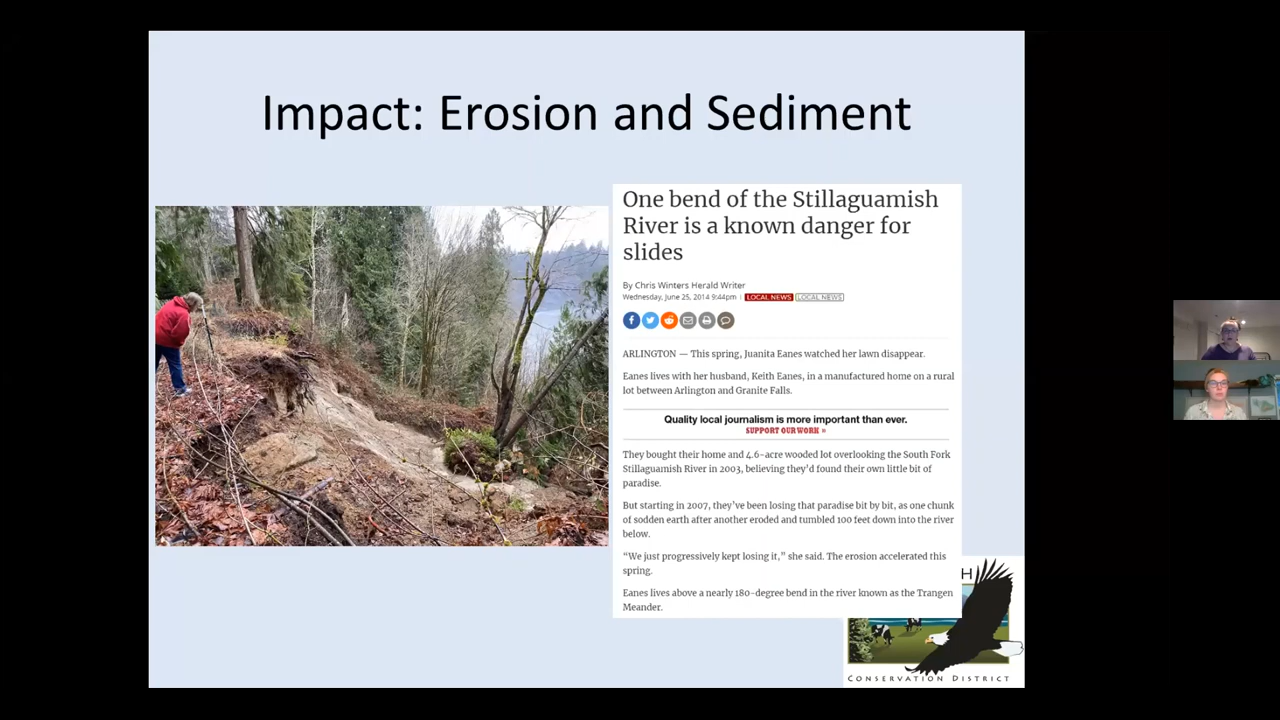 Impact: Erosion and Sediment
One bend of the Stillaguamish
River is a known danger for
slides
By Chris Winters Herald Writer
Wednesday, June 25, 2014 9:44pm | LOCAL NEWS LOCAL NEWS
ARLINGTON — This spring, Juanita Eanes watched her lawn disappear.
Eanes lives with her husband, Keith Eanes, in a manufactured home on a rural
lot between Arlington and Granite Falls.
Quality local journalism is more important than ever.
SUPPORT OUR WORK »
They bought their home and 4.6-acre wooded lot overlooking the South Fork
Stillaguamish River in 2003, believing they'd found their own little bit of
paradise.
But starting in 2007, they've been losing that paradise bit by bit, as one chunk
of sodden earth after another eroded and tumbled 100 feet down into the river
below.
“We just progressively kept losing it,” she said. The erosion accelerated this
spring.
Eanes lives above a nearly 180-degree bend in the river known as the Trangen
Meander.
H
CONSERVATION DISTRICT